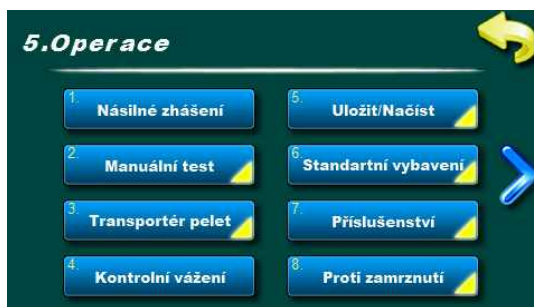 5.Operace
1. Násilné zhášení
2. Manuální test
3. Transportér pelet
4. Kontrolní vážení
5. Uložit/Načíst
6. Standartní vybavení
7. Příslušenství
8. Proti zamrznutí